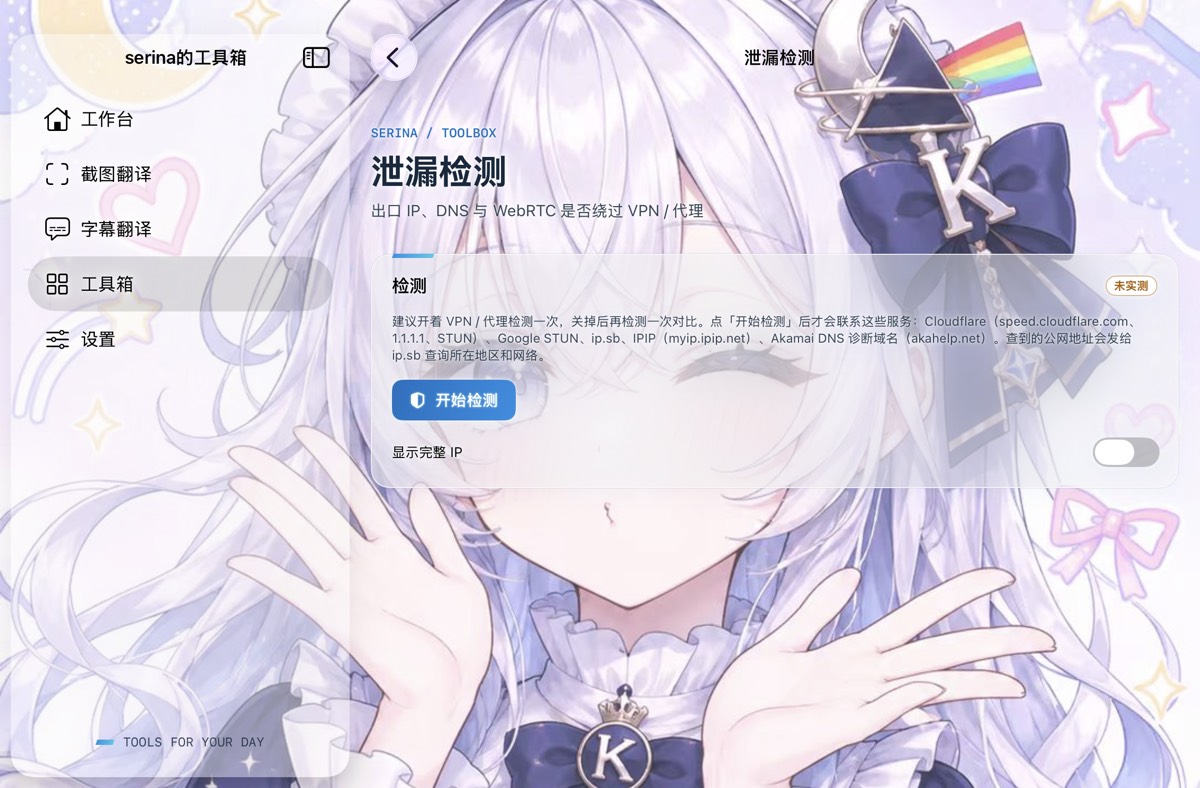 serina的工具箱
泄漏检测
工作台
截图翻译
字幕翻译
工具箱
设置
TOOLS FOR YOUR DAY
SERINA / TOOLBOX
泄漏检测
出口 IP、DNS 与 WebRTC 是否绕过 VPN / 代理
检测
未实测
建议开着 VPN / 代理检测一次，关掉后再检测一次对比。点「开始检测」后才会联系这些服务：Cloudflare（speed.cloudflare.com、
1.1.1.1、STUN）、Google STUN、ip.sb、IPIP（myip.ipip.net）、Akamai DNS 诊断域名（akahelp.net）。查到的公网地址会发给
ip.sb 查询所在地区和网络。
开始检测
显示完整 IP
K
K